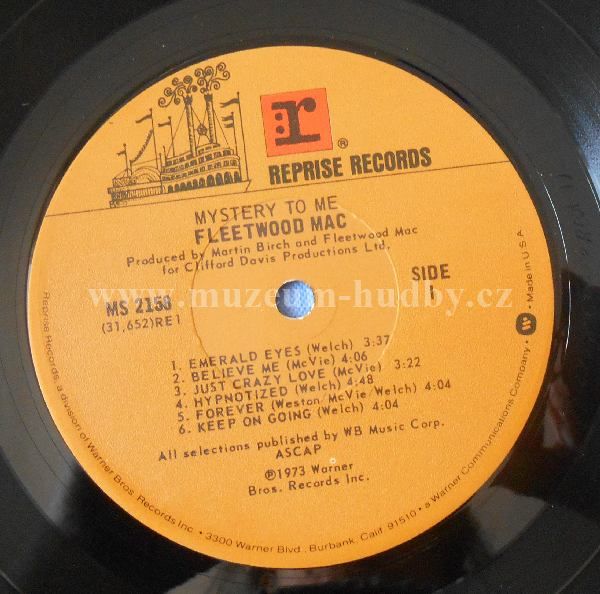 r
®
REPRISE RECORDS
MYSTERY TO ME
FLEETWOOD MAC
Produced by Martin Birch and Fleetwood Mac
for Clifford Davis Productions Ltd.
MS 2158
(31,652)RE1
SIDE
1
www.muzeum-hudby.cz
1. EMERALD EYES (Welch) 3:37
2. BELIEVE ME (McVie) 4:06
3. JUST CRAZY LOVE (McVie) 3:22
4. HYPNOTIZED (Welch) 4:48
5. FOREVER (Weston/McVie/Welch) 4:04
6. KEEP ON GOING (Welch) 4:04
All selections published by WB Music Corp.
ASCAP
℗1973 Warner
Bros. Records Inc.
Reprise Records, a division of Warner Bros. Records Inc. • 3300 Warner Blvd., Burbank, Calif. 91510 • a Warner Communications Company • Made in U.S.A.